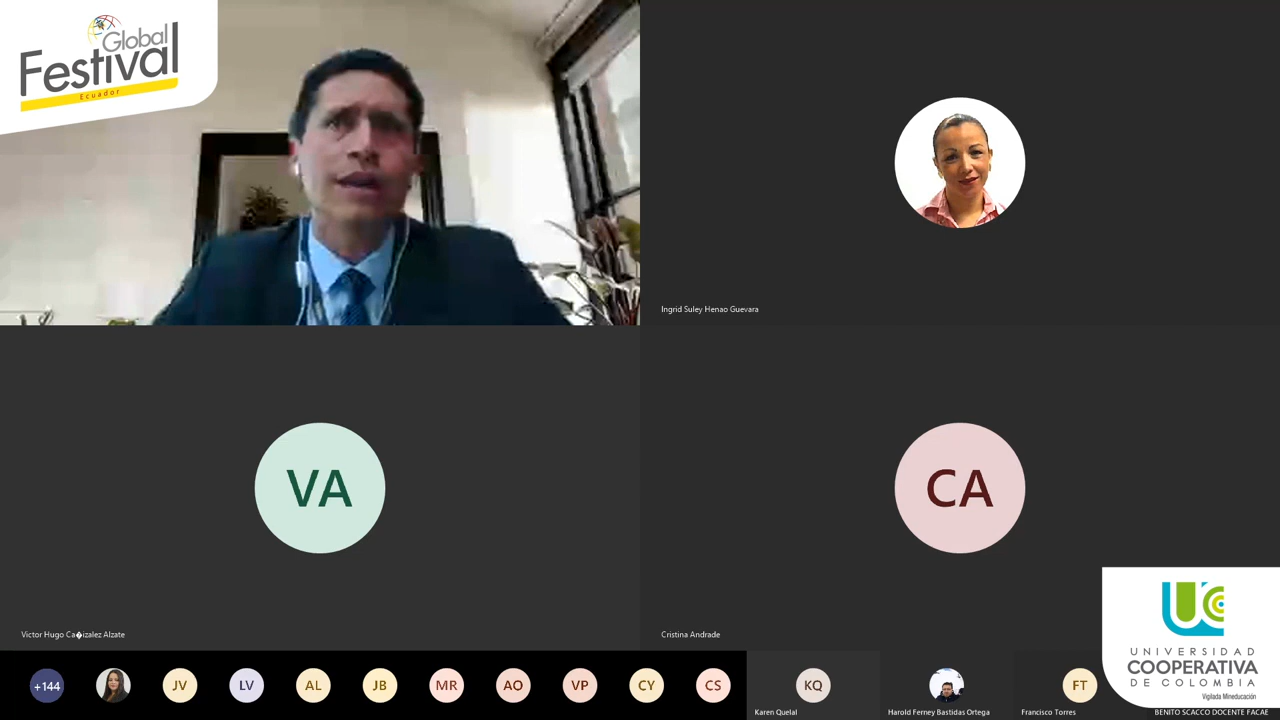 Global
Festival
Ecuador
Ingrid Suley Henao Guevara
VA
CA
Victor Hugo Ca�izalez Alzate
Cristina Andrade
+144
JV
LV
AL
JB
MR
AO
VP
CY
CS
KQ
FT
Karen Quelal
Harold Ferney Bastidas Ortega
Francisco Torres
BENITO SCACCO DOCENTE FACAE
UC
UNIVERSIDAD
COOPERATIVA
DE COLOMBIA
Vigilada Mineducación